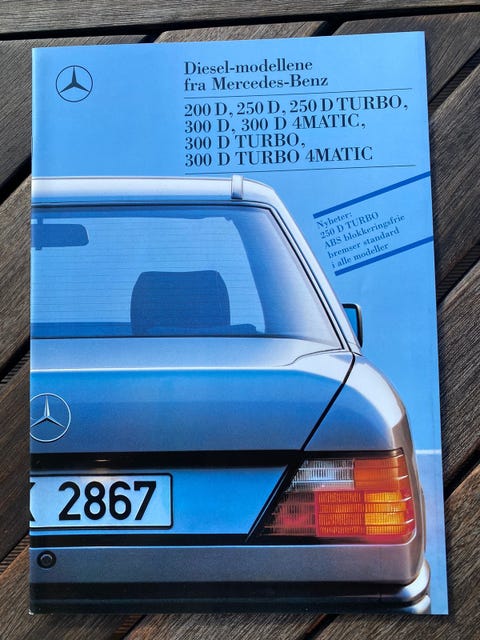 Diesel-modellene
fra Mercedes-Benz
200 D, 250 D, 250 D TURBO,
300 D, 300 D 4MATIC,
300 D TURBO,
300 D TURBO 4MATIC
Nyheter:
250 D TURBO
ABS blokkeringsfrie
bremser standard
i alle modeller
2867